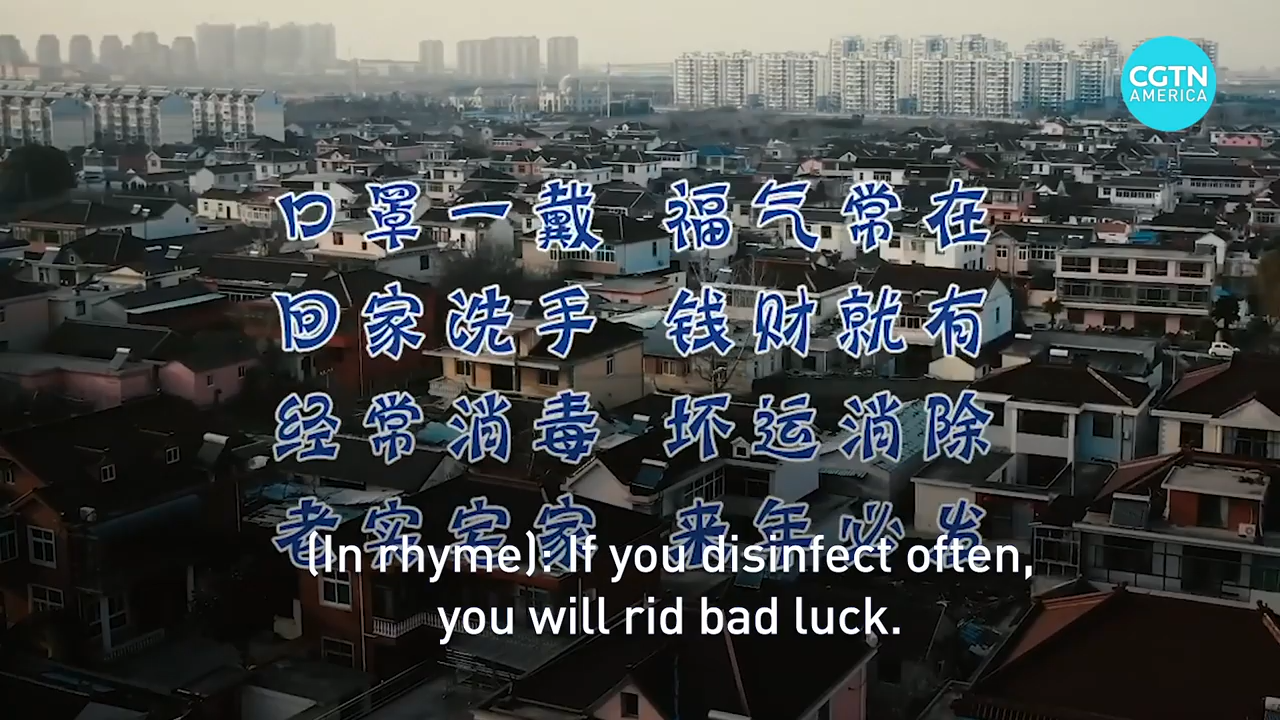 CGTN
AMERICA
口罩一戴 福气常在
回家洗手 钱财就有
经常消毒 坏运消除
老实宅家 来年必发
(In rhyme): If you disinfect often,
you will rid bad luck.